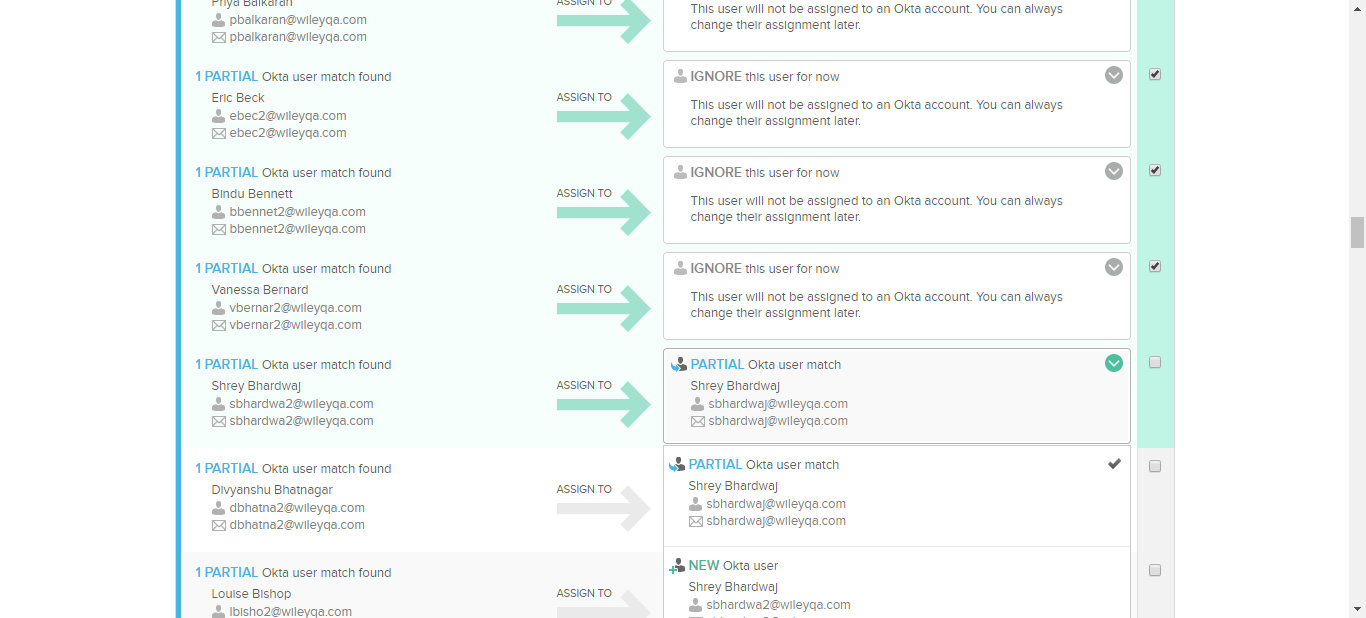 Priya Balkaran
pbalkaran@wileyqa.com
pbalkaran@wileyqa.com
ASSIGN TO
This user will not be assigned to an Okta account. You can always
change their assignment later.
1 PARTIAL Okta user match found
Eric Beck
ebec2@wileyqa.com
ebec2@wileyqa.com
ASSIGN TO
IGNORE this user for now
This user will not be assigned to an Okta account. You can always
change their assignment later.
1 PARTIAL Okta user match found
Bindu Bennett
bbennet2@wileyqa.com
bbennet2@wileyqa.com
ASSIGN TO
IGNORE this user for now
This user will not be assigned to an Okta account. You can always
change their assignment later.
1 PARTIAL Okta user match found
Vanessa Bernard
vbernar2@wileyqa.com
vbernar2@wileyqa.com
ASSIGN TO
IGNORE this user for now
This user will not be assigned to an Okta account. You can always
change their assignment later.
1 PARTIAL Okta user match found
Shrey Bhardwaj
sbhardwa2@wileyqa.com
sbhardwa2@wileyqa.com
ASSIGN TO
PARTIAL Okta user match
Shrey Bhardwaj
sbhardwaj@wileyqa.com
sbhardwaj@wileyqa.com
1 PARTIAL Okta user match found
Divyanshu Bhatnagar
dbhatna2@wileyqa.com
dbhatna2@wileyqa.com
ASSIGN TO
PARTIAL Okta user match
Shrey Bhardwaj
sbhardwaj@wileyqa.com
sbhardwaj@wileyqa.com
1 PARTIAL Okta user match found
Louise Bishop
lbisho2@wileyqa.com
ASSIGN TO
NEW Okta user
Shrey Bhardwaj
sbhardwa2@wileyqa.com